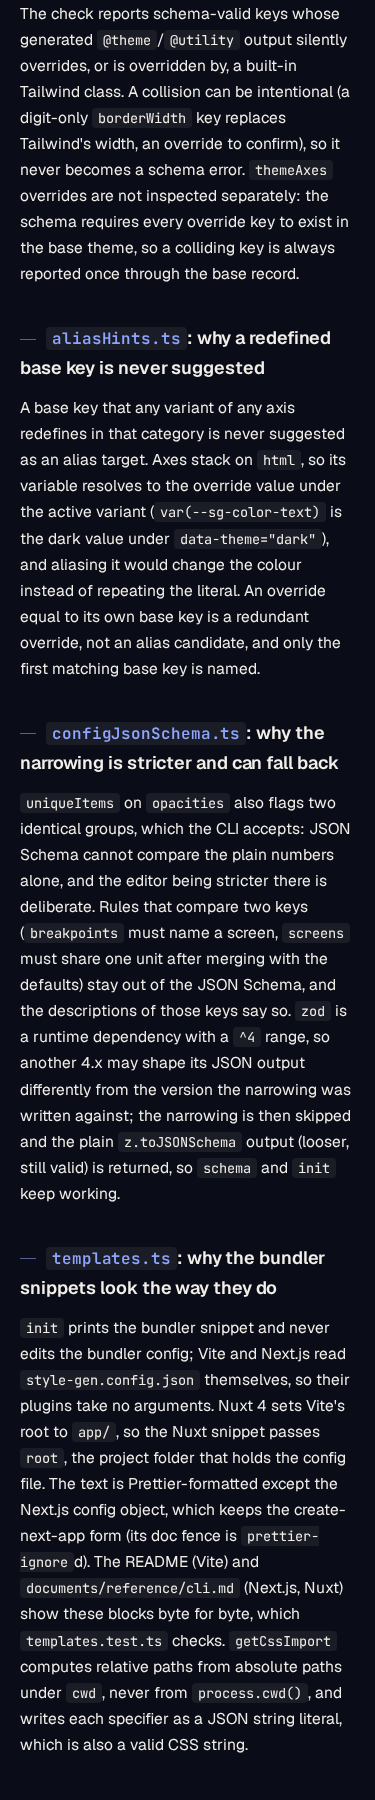 The check reports schema-valid keys whose
generated @theme/@utility output silently
overrides, or is overridden by, a built-in
Tailwind class. A collision can be intentional (a
digit-only borderWidth key replaces
Tailwind's width, an override to confirm), so it
never becomes a schema error. themeAxes
overrides are not inspected separately: the
schema requires every override key to exist in
the base theme, so a colliding key is always
reported once through the base record.
— aliasHints.ts: why a redefined
base key is never suggested
A base key that any variant of any axis
redefines in that category is never suggested
as an alias target. Axes stack on html, so its
variable resolves to the override value under
the active variant (var(--sg-color-text) is
the dark value under data-theme="dark"),
and aliasing it would change the colour
instead of repeating the literal. An override
equal to its own base key is a redundant
override, not an alias candidate, and only the
first matching base key is named.
— configJsonSchema.ts: why the
narrowing is stricter and can fall back
uniqueItems on opacities also flags two
identical groups, which the CLI accepts: JSON
Schema cannot compare the plain numbers
alone, and the editor being stricter there is
deliberate. Rules that compare two keys
(breakpoints must name a screen, screens
must share one unit after merging with the
defaults) stay out of the JSON Schema, and
the descriptions of those keys say so. zod is
a runtime dependency with a ^4 range, so
another 4.x may shape its JSON output
differently from the version the narrowing was
written against; the narrowing is then skipped
and the plain z.toJSONSchema output (looser,
still valid) is returned, so schema and init
keep working.
— templates.ts: why the bundler
snippets look the way they do
init prints the bundler snippet and never
edits the bundler config; Vite and Next.js read
style-gen.config.json themselves, so their
plugins take no arguments. Nuxt 4 sets Vite's
root to app/, so the Nuxt snippet passes
root, the project folder that holds the config
file. The text is Prettier-formatted except the
Next.js config object, which keeps the create-
next-app form (its doc fence is prettier-
ignored). The README (Vite) and
documents/reference/cli.md (Next.js, Nuxt)
show these blocks byte for byte, which
templates.test.ts checks. getCssImport
computes relative paths from absolute paths
under cwd, never from process.cwd(), and
writes each specifier as a JSON string literal,
which is also a valid CSS string.